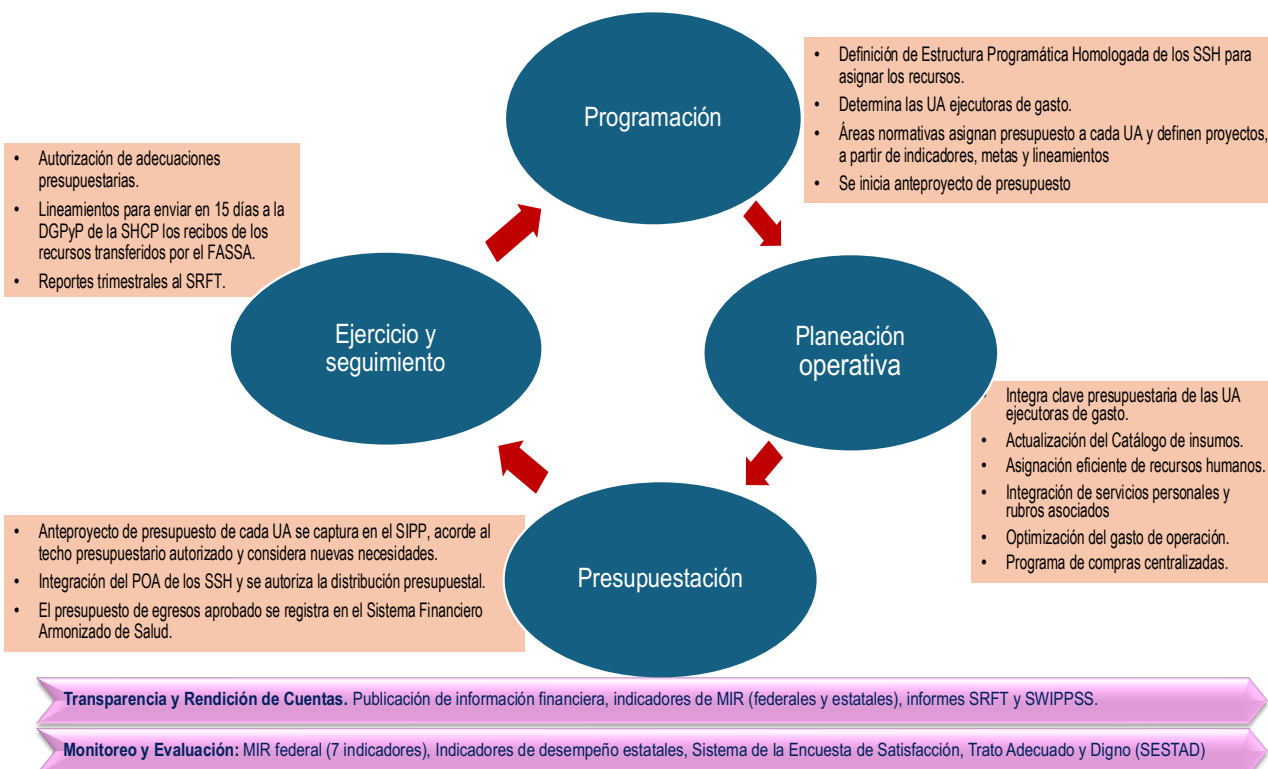 Programación
• Definición de Estructura Programática Homologada de los SSH para
asignar los recursos.
• Determina las UA ejecutoras de gasto.
• Áreas normativas asignan presupuesto a cada UA y definen proyectos,
a partir de indicadores, metas y lineamientos
• Se inicia anteproyecto de presupuesto
• Autorización de adecuaciones
presupuestarias.
• Lineamientos para enviar en 15 días a la
DGPyP de la SHCP los recibos de los
recursos transferidos por el FASSA.
• Reportes trimestrales al SRFT.
Ejercicio y
seguimiento
Planeación
operativa
• Integra clave presupuestaria de las UA
ejecutoras de gasto.
• Actualización del Catálogo de insumos.
• Asignación eficiente de recursos humanos.
• Integración de servicios personales y
rubros asociados
• Optimización del gasto de operación.
• Programa de compras centralizadas.
• Anteproyecto de presupuesto de cada UA se captura en el SIPP, acorde al
techo presupuestario autorizado y considera nuevas necesidades.
• Integración del POA de los SSH y se autoriza la distribución presupuestal.
• El presupuesto de egresos aprobado se registra en el Sistema Financiero
Armonizado de Salud.
Presupuestación
Transparencia y Rendición de Cuentas. Publicación de información financiera, indicadores de MIR (federales y estatales), informes SRFT y SWIPPSS.
Monitoreo y Evaluación: MIR federal (7 indicadores), Indicadores de desempeño estatales, Sistema de la Encuesta de Satisfacción, Trato Adecuado y Digno (SESTAD)